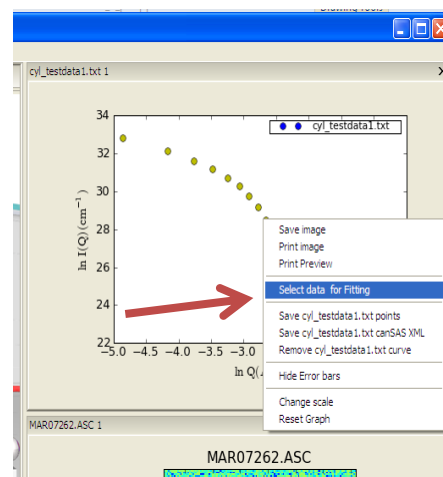 cyl_testdata1.txt 1
34
cyl_testdata1.txt
32
30
28
26
24
22
ln I(Q)(cm⁻¹)
−5.0 −4.5 −4.0 −3.5 −3.0
ln Q(
Save image
Print image
Print Preview
Select data for Fitting
Save cyl_testdata1.txt points
Save cyl_testdata1.txt canSAS XML
Remove cyl_testdata1.txt curve
Hide Error bars
Change scale
Reset Graph
MAR07262.ASC 1
MAR07262.ASC